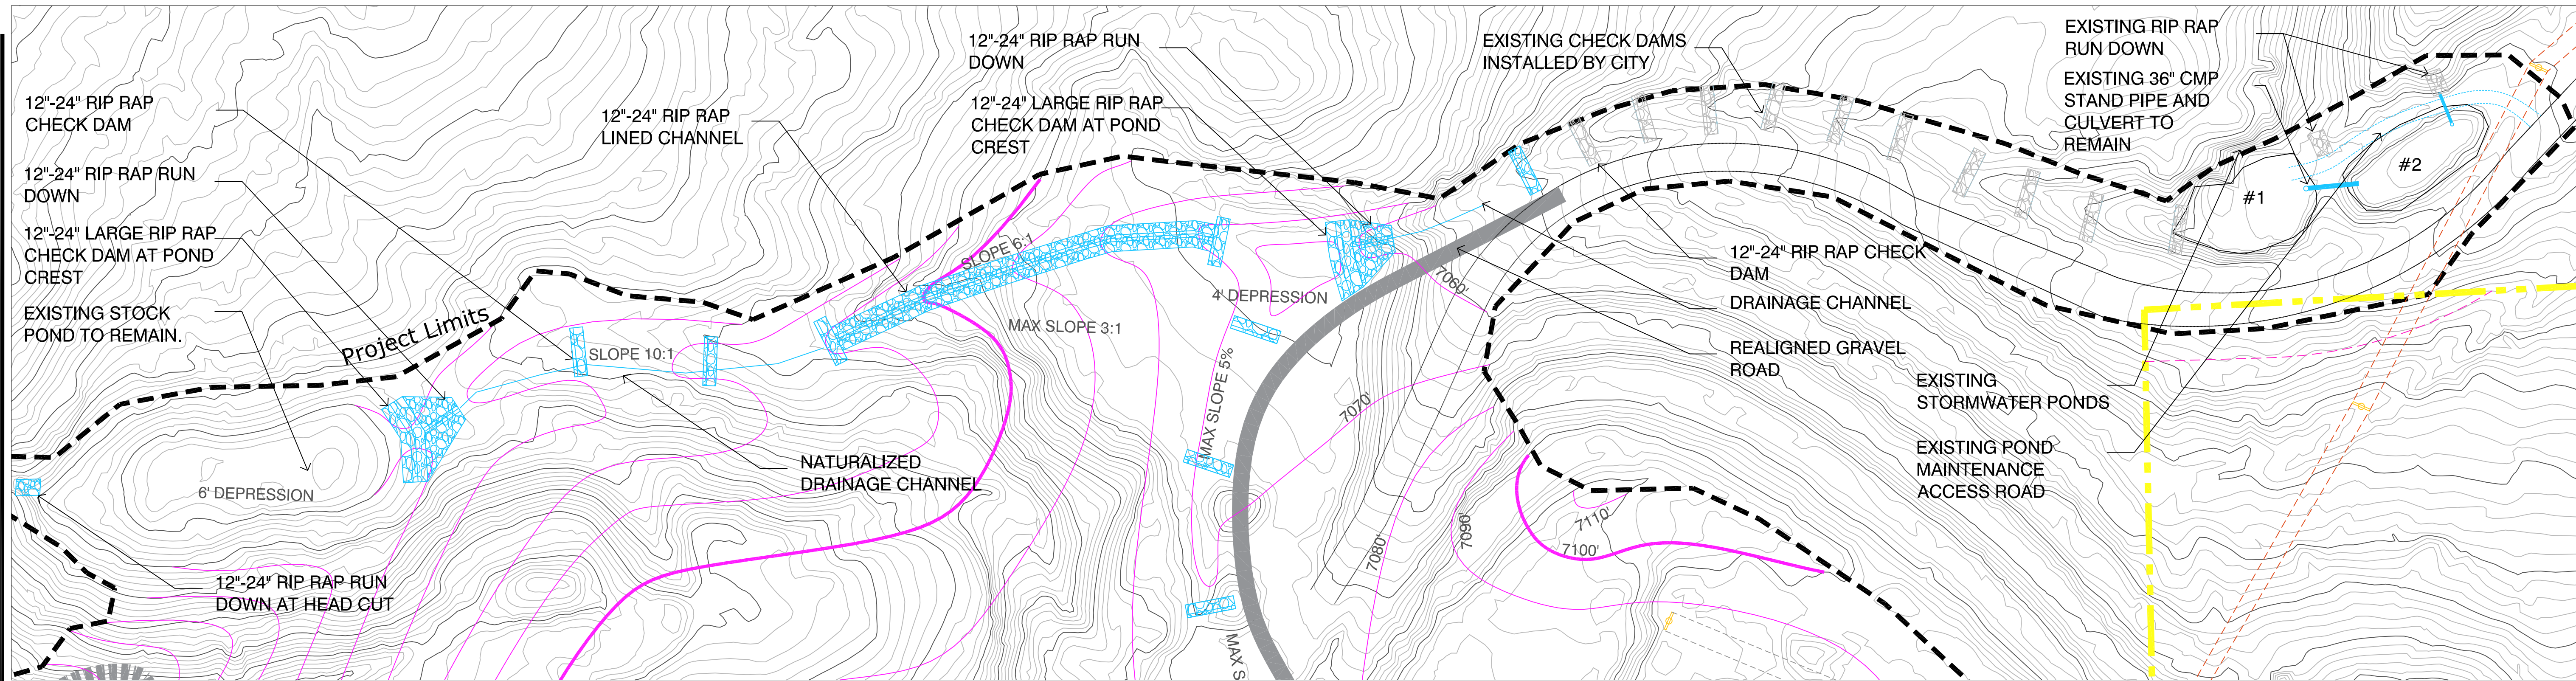 12"-24" RIP RAP
CHECK DAM
12"-24" RIP RAP RUN
DOWN
12"-24" LARGE RIP RAP
CHECK DAM AT POND
CREST
EXISTING STOCK
POND TO REMAIN.
Project Limits
6' DEPRESSION
12"-24" RIP RAP RUN
DOWN AT HEAD CUT
12"-24" RIP RAP
LINED CHANNEL
SLOPE 10:1
NATURALIZED
DRAINAGE CHANNEL
12"-24" RIP RAP RUN
DOWN
12"-24" LARGE RIP RAP
CHECK DAM AT POND
CREST
SLOPE 6:1
MAX SLOPE 3:1
4' DEPRESSION
MAX SLOPE 5%
MAX S
7060'
7070'
7080'
7090'
7110'
7100'
EXISTING CHECK DAMS
INSTALLED BY CITY
12"-24" RIP RAP CHECK
DAM
DRAINAGE CHANNEL
REALIGNED GRAVEL
ROAD
EXISTING RIP RAP
RUN DOWN
EXISTING 36" CMP
STAND PIPE AND
CULVERT TO
REMAIN
#1
#2
EXISTING
STORMWATER PONDS
EXISTING POND
MAINTENANCE
ACCESS ROAD